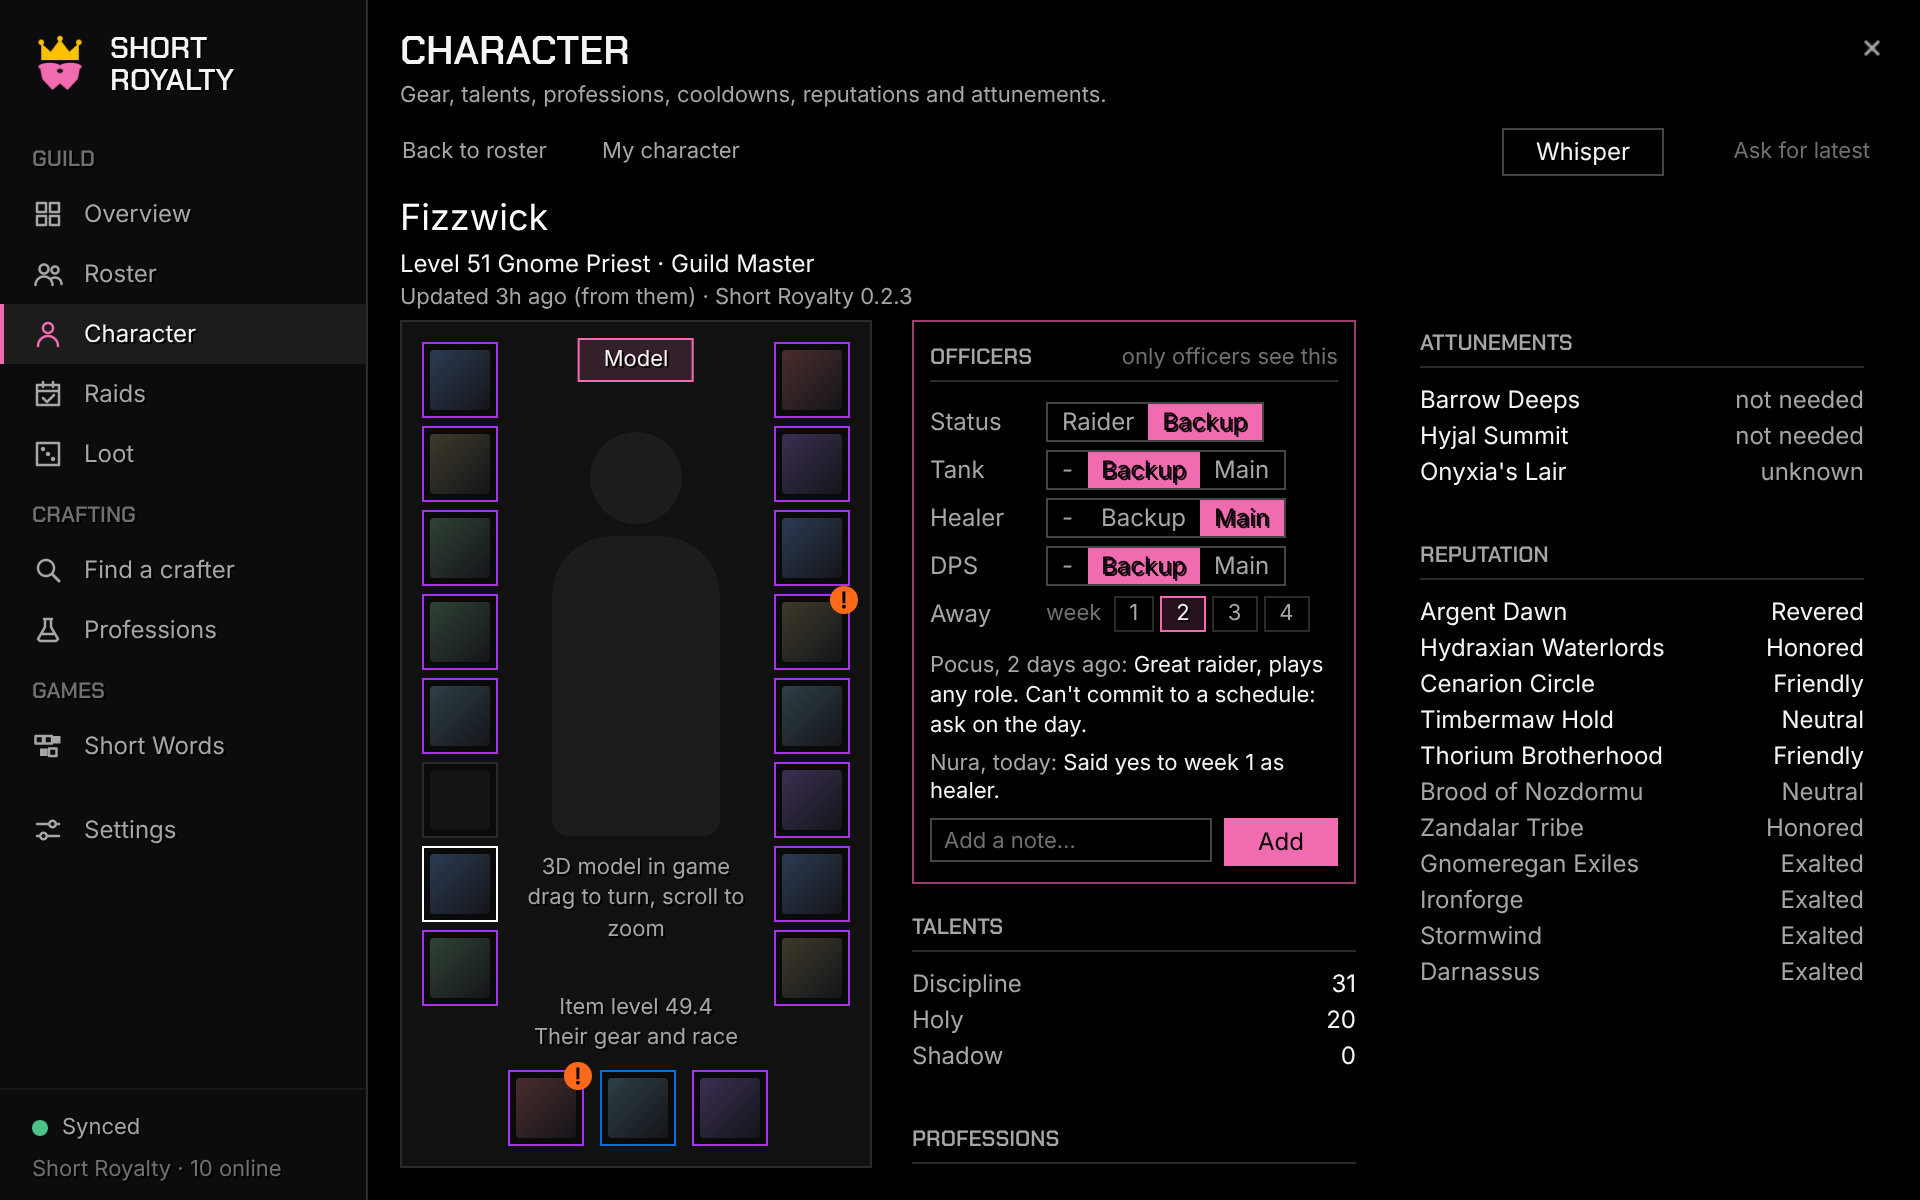 SHORT
ROYALTY
GUILD
Overview
Roster
Character
Raids
Loot
CRAFTING
Find a crafter
Professions
GAMES
Short Words
Settings
Synced
Short Royalty · 10 online
CHARACTER
Gear, talents, professions, cooldowns, reputations and attunements.
Back to roster
My character
Whisper
Ask for latest
Fizzwick
Level 51 Gnome Priest · Guild Master
Updated 3h ago (from them) · Short Royalty 0.2.3
Model
!
3D model in game
drag to turn, scroll to
zoom
Item level 49.4
Their gear and race
!
OFFICERS only officers see this
Status Raider Backup
Tank - Backup Main
Healer - Backup Main
DPS - Backup Main
Away week 1 2 3 4
Pocus, 2 days ago: Great raider, plays
any role. Can't commit to a schedule:
ask on the day.
Nura, today: Said yes to week 1 as
healer.
Add a note...
Add
TALENTS
Discipline 31
Holy 20
Shadow 0
PROFESSIONS
ATTUNEMENTS
Barrow Deeps not needed
Hyjal Summit not needed
Onyxia's Lair unknown
REPUTATION
Argent Dawn Revered
Hydraxian Waterlords Honored
Cenarion Circle Friendly
Timbermaw Hold Neutral
Thorium Brotherhood Friendly
Brood of Nozdormu Neutral
Zandalar Tribe Honored
Gnomeregan Exiles Exalted
Ironforge Exalted
Stormwind Exalted
Darnassus Exalted